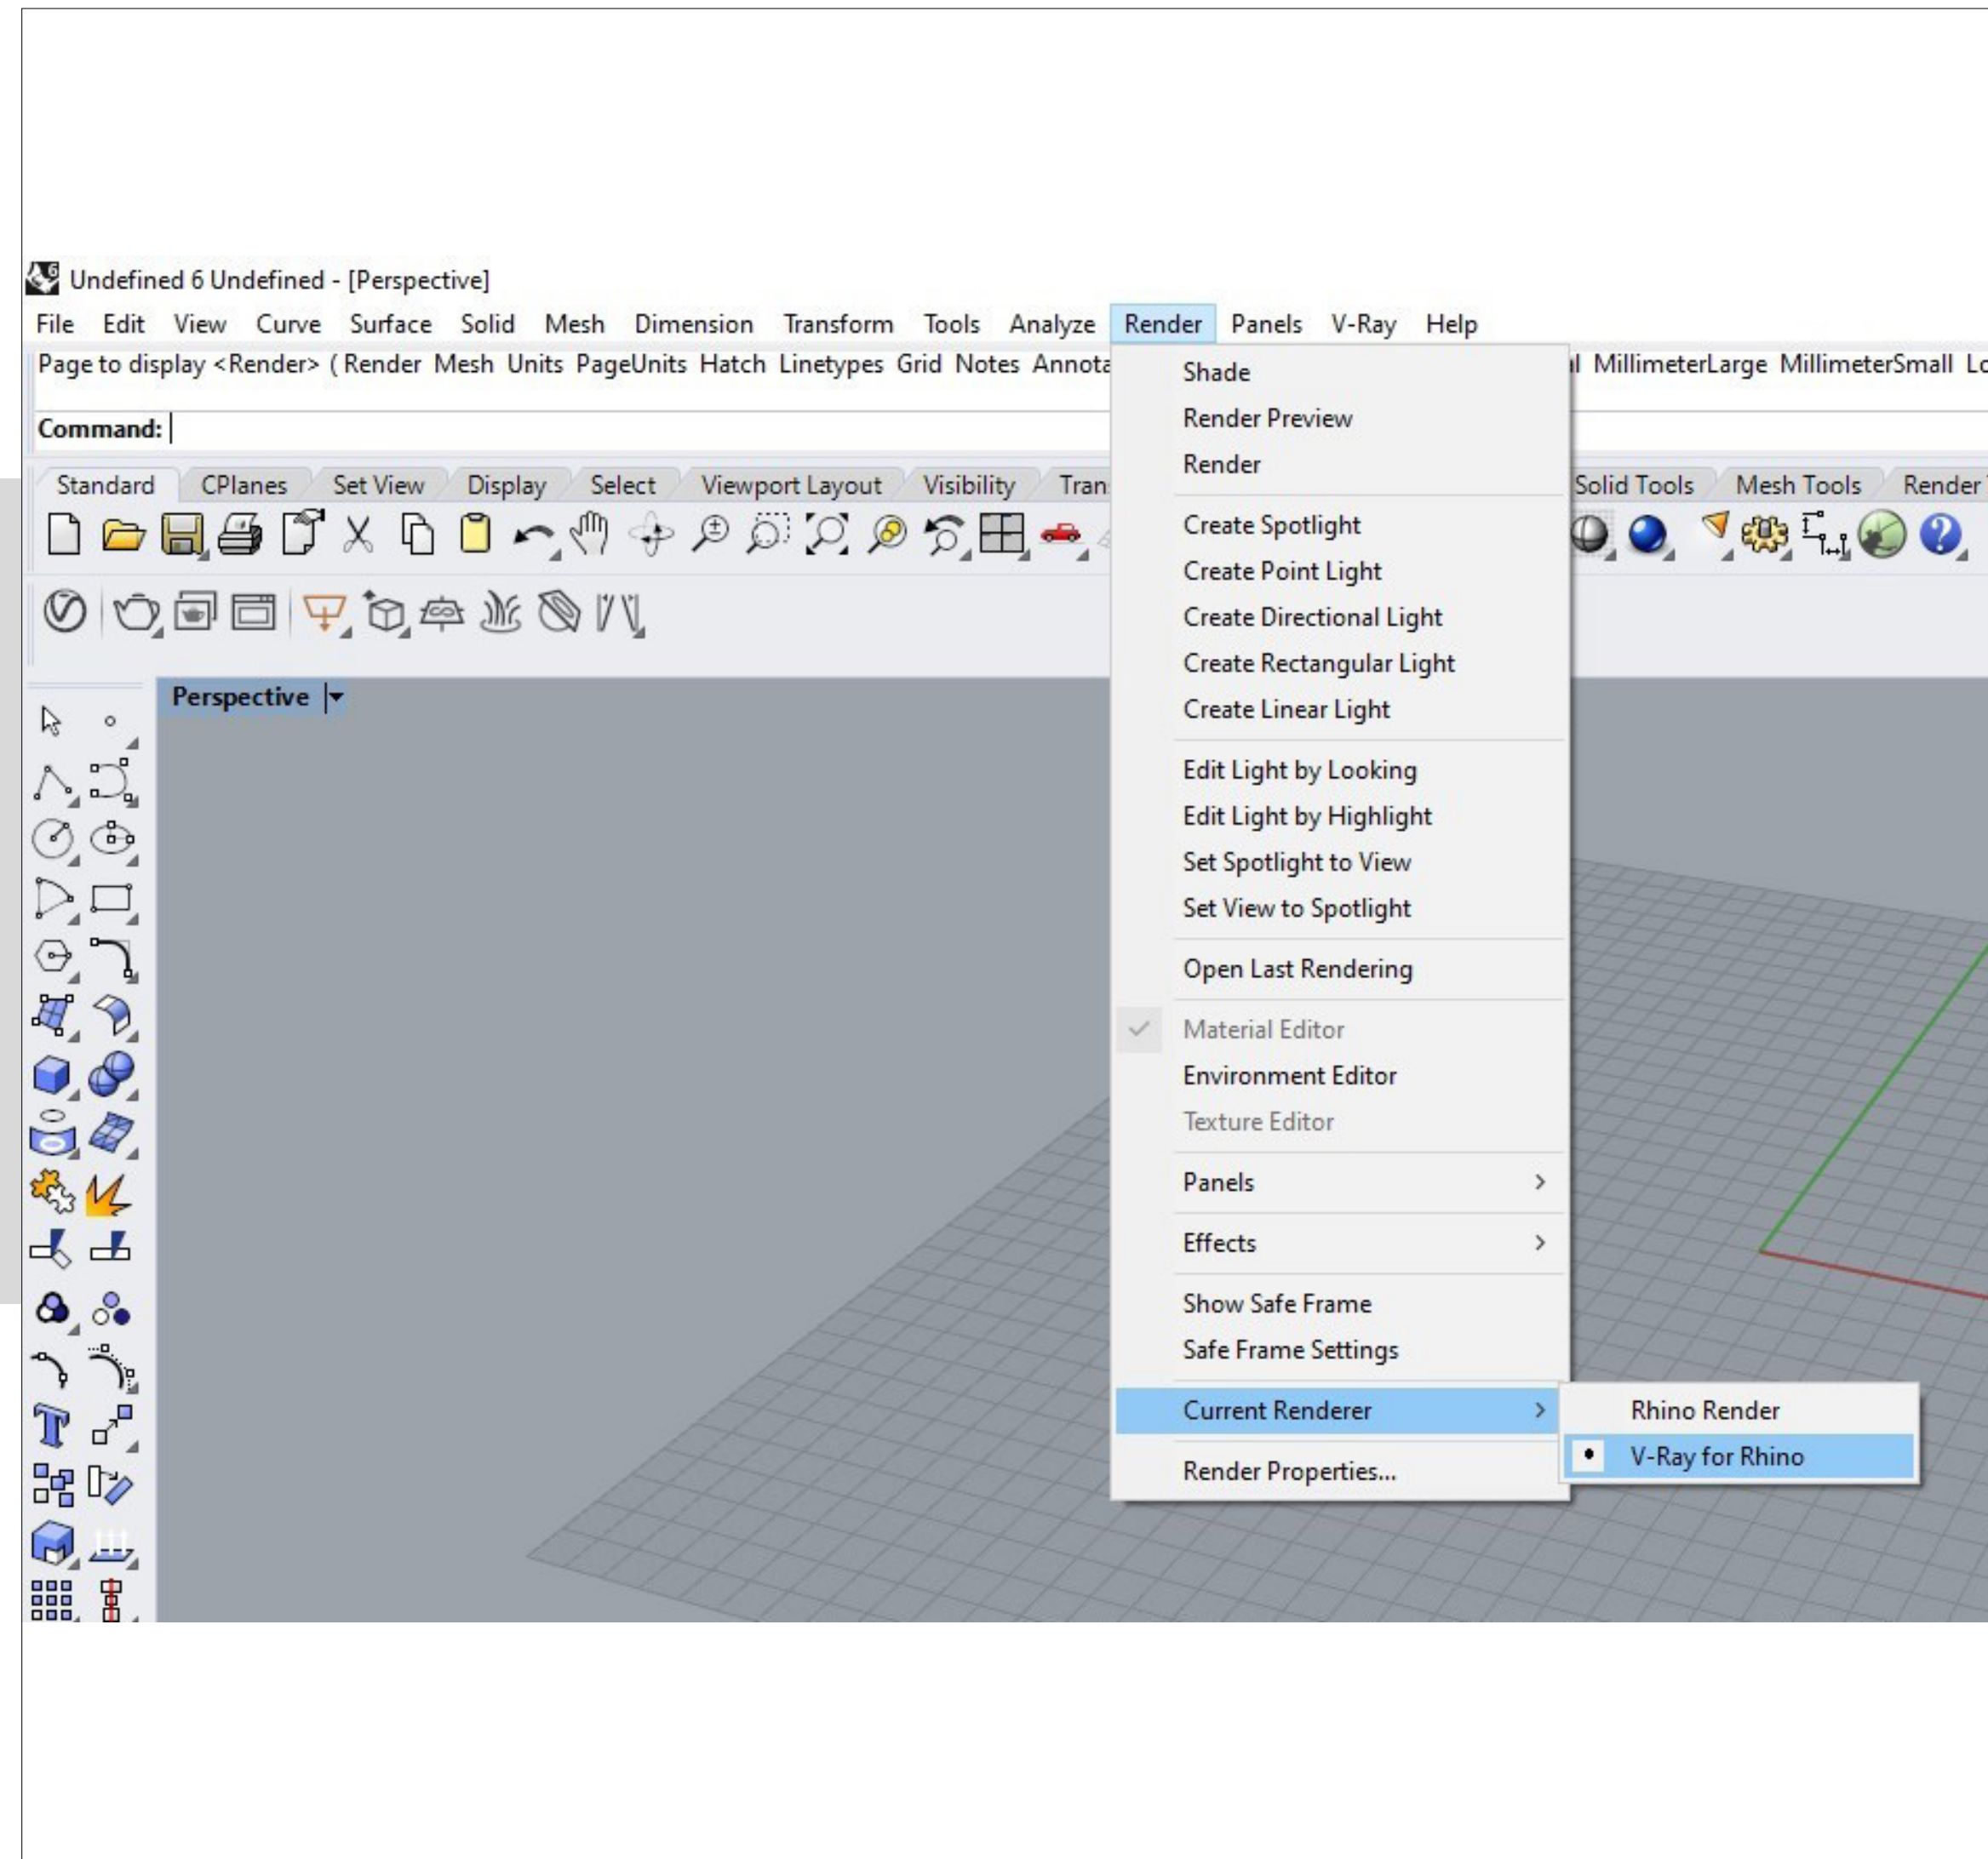 Undefined 6 Undefined - [Perspective]
File Edit View Curve Surface Solid Mesh Dimension Transform Tools Analyze Render Panels V-Ray Help
Page to display <Render> ( Render Mesh Units PageUnits Hatch Linetypes Grid Notes Annota
l MillimeterLarge MillimeterSmall Lo
Command:
Standard CPlanes Set View Display Select Viewport Layout Visibility Tran
Solid Tools Mesh Tools Render
Perspective
Shade
Render Preview
Render
Create Spotlight
Create Point Light
Create Directional Light
Create Rectangular Light
Create Linear Light
Edit Light by Looking
Edit Light by Highlight
Set Spotlight to View
Set View to Spotlight
Open Last Rendering
Material Editor
Environment Editor
Texture Editor
Panels
Effects
Show Safe Frame
Safe Frame Settings
Current Renderer
Render Properties...
Rhino Render
V-Ray for Rhino